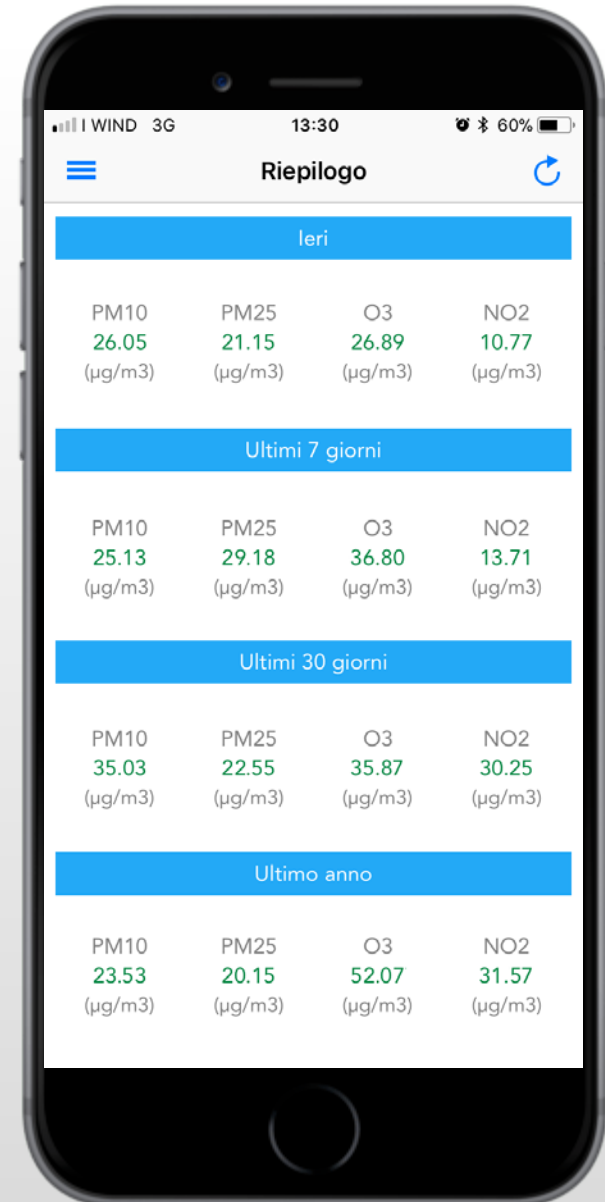 I WIND 3G 13:30 60%
Riepilogo
Ieri
PM10 PM25 O3 NO2
26.05 21.15 26.89 10.77
(µg/m3) (µg/m3) (µg/m3) (µg/m3)
Ultimi 7 giorni
PM10 PM25 O3 NO2
25.13 29.18 36.80 13.71
(µg/m3) (µg/m3) (µg/m3) (µg/m3)
Ultimi 30 giorni
PM10 PM25 O3 NO2
35.03 22.55 35.87 30.25
(µg/m3) (µg/m3) (µg/m3) (µg/m3)
Ultimo anno
PM10 PM25 O3 NO2
23.53 20.15 52.07 31.57
(µg/m3) (µg/m3) (µg/m3) (µg/m3)